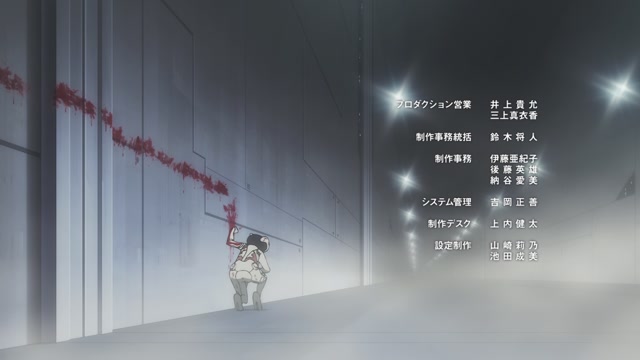 プロダクション営業 井上貴允
三上真衣香
制作事務統括 鈴木将人
制作事務 伊藤亜紀子
後藤英雄
納谷愛美
システム管理 吉岡正善
制作デスク 上内健太
設定制作 山崎莉乃
池田成美